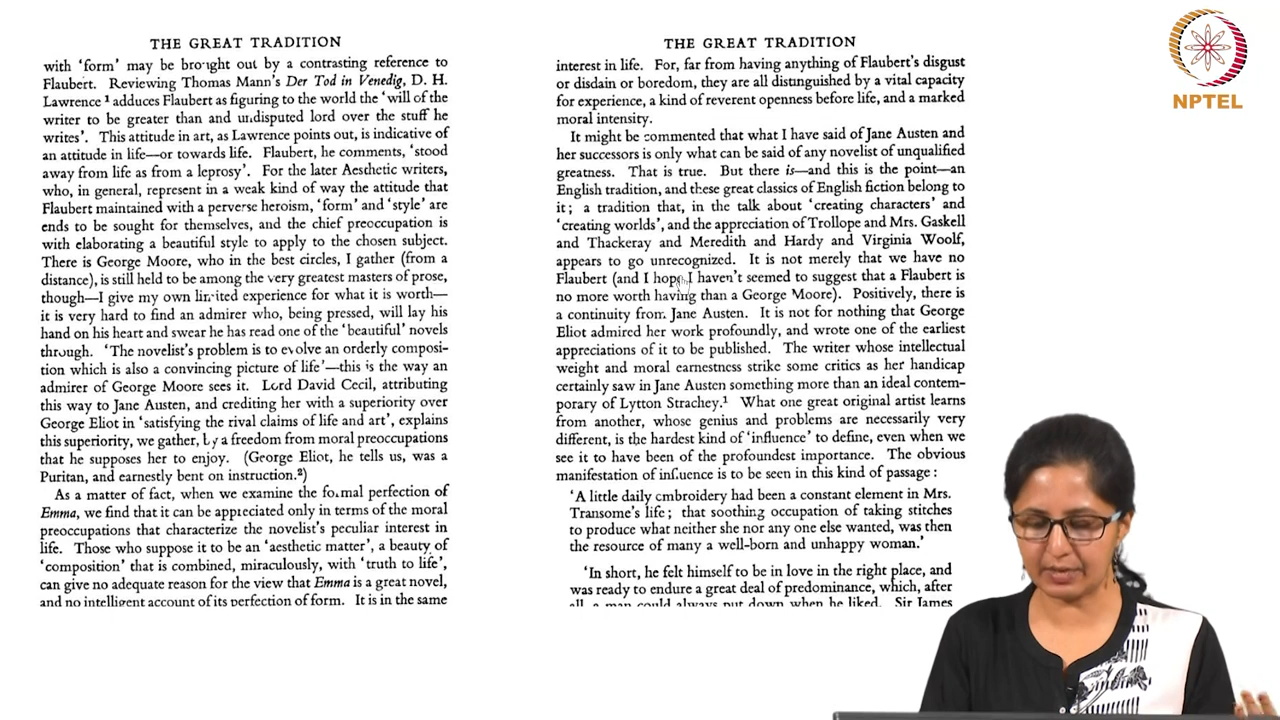 THE GREAT TRADITION
with 'form' may be brought out by a contrasting reference to
Flaubert. Reviewing Thomas Mann's Der Tod in Venedig, D. H.
Lawrence ¹ adduces Flaubert as figuring to the world the 'will of the
writer to be greater than and undisputed lord over the stuff he
writes'. This attitude in art, as Lawrence points out, is indicative of
an attitude in life—or towards life. Flaubert, he comments, 'stood
away from life as from a leprosy'. For the later Aesthetic writers,
who, in general, represent in a weak kind of way the attitude that
Flaubert maintained with a perverse heroism, 'form' and 'style' are
ends to be sought for themselves, and the chief preoccupation is
with elaborating a beautiful style to apply to the chosen subject.
There is George Moore, who in the best circles, I gather (from a
distance), is still held to be among the very greatest masters of prose,
though—I give my own limited experience for what it is worth—
it is very hard to find an admirer who, being pressed, will lay his
hand on his heart and swear he has read one of the 'beautiful' novels
through. 'The novelist's problem is to evolve an orderly composi-
tion which is also a convincing picture of life'—this is the way an
admirer of George Moore sees it. Lord David Cecil, attributing
this way to Jane Austen, and crediting her with a superiority over
George Eliot in 'satisfying the rival claims of life and art', explains
this superiority, we gather, by a freedom from moral preoccupations
that he supposes her to enjoy. (George Eliot, he tells us, was a
Puritan, and earnestly bent on instruction.²)
As a matter of fact, when we examine the formal perfection of
Emma, we find that it can be appreciated only in terms of the moral
preoccupations that characterize the novelist's peculiar interest in
life. Those who suppose it to be an 'aesthetic matter', a beauty of
'composition' that is combined, miraculously, with 'truth to life',
can give no adequate reason for the view that Emma is a great novel,
and no intelligent account of its perfection of form. It is in the same
THE GREAT TRADITION
interest in life. For, far from having anything of Flaubert's disgust
or disdain or boredom, they are all distinguished by a vital capacity
for experience, a kind of reverent openness before life, and a marked
moral intensity.
It might be commented that what I have said of Jane Austen and
her successors is only what can be said of any novelist of unqualified
greatness. That is true. But there is—and this is the point—an
English tradition, and these great classics of English fiction belong to
it; a tradition that, in the talk about 'creating characters' and
'creating worlds', and the appreciation of Trollope and Mrs. Gaskell
and Thackeray and Meredith and Hardy and Virginia Woolf,
appears to go unrecognized. It is not merely that we have no
Flaubert (and I hope I haven't seemed to suggest that a Flaubert is
no more worth having than a George Moore). Positively, there is
a continuity from Jane Austen. It is not for nothing that George
Eliot admired her work profoundly, and wrote one of the earliest
appreciations of it to be published. The writer whose intellectual
weight and moral earnestness strike some critics as her handicap
certainly saw in Jane Austen something more than an ideal contem-
porary of Lytton Strachey.¹ What one great original artist learns
from another, whose genius and problems are necessarily very
different, is the hardest kind of 'influence' to define, even when we
see it to have been of the profoundest importance. The obvious
manifestation of influence is to be seen in this kind of passage:
'A little daily embroidery had been a constant element in Mrs.
Transome's life; that soothing occupation of taking stitches
to produce what neither she nor any one else wanted, was then
the resource of many a well-born and unhappy woman.'
'In short, he felt himself to be in love in the right place, and
was ready to endure a great deal of predominance, which, after
all, a man could always put down when he liked. Sir James
NPTEL